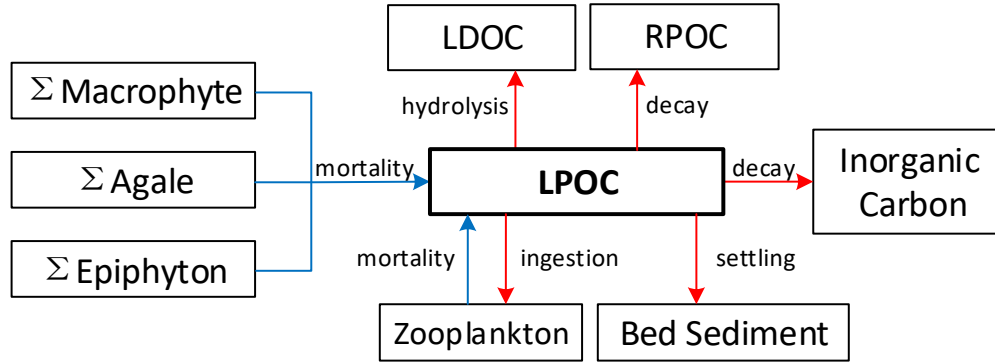 LDOC
RPOC
hydrolysis
decay
Σ Macrophyte
Σ Agale
Σ Epiphyton
mortality
LPOC
decay
Inorganic
Carbon
mortality
ingestion
settling
Zooplankton
Bed Sediment